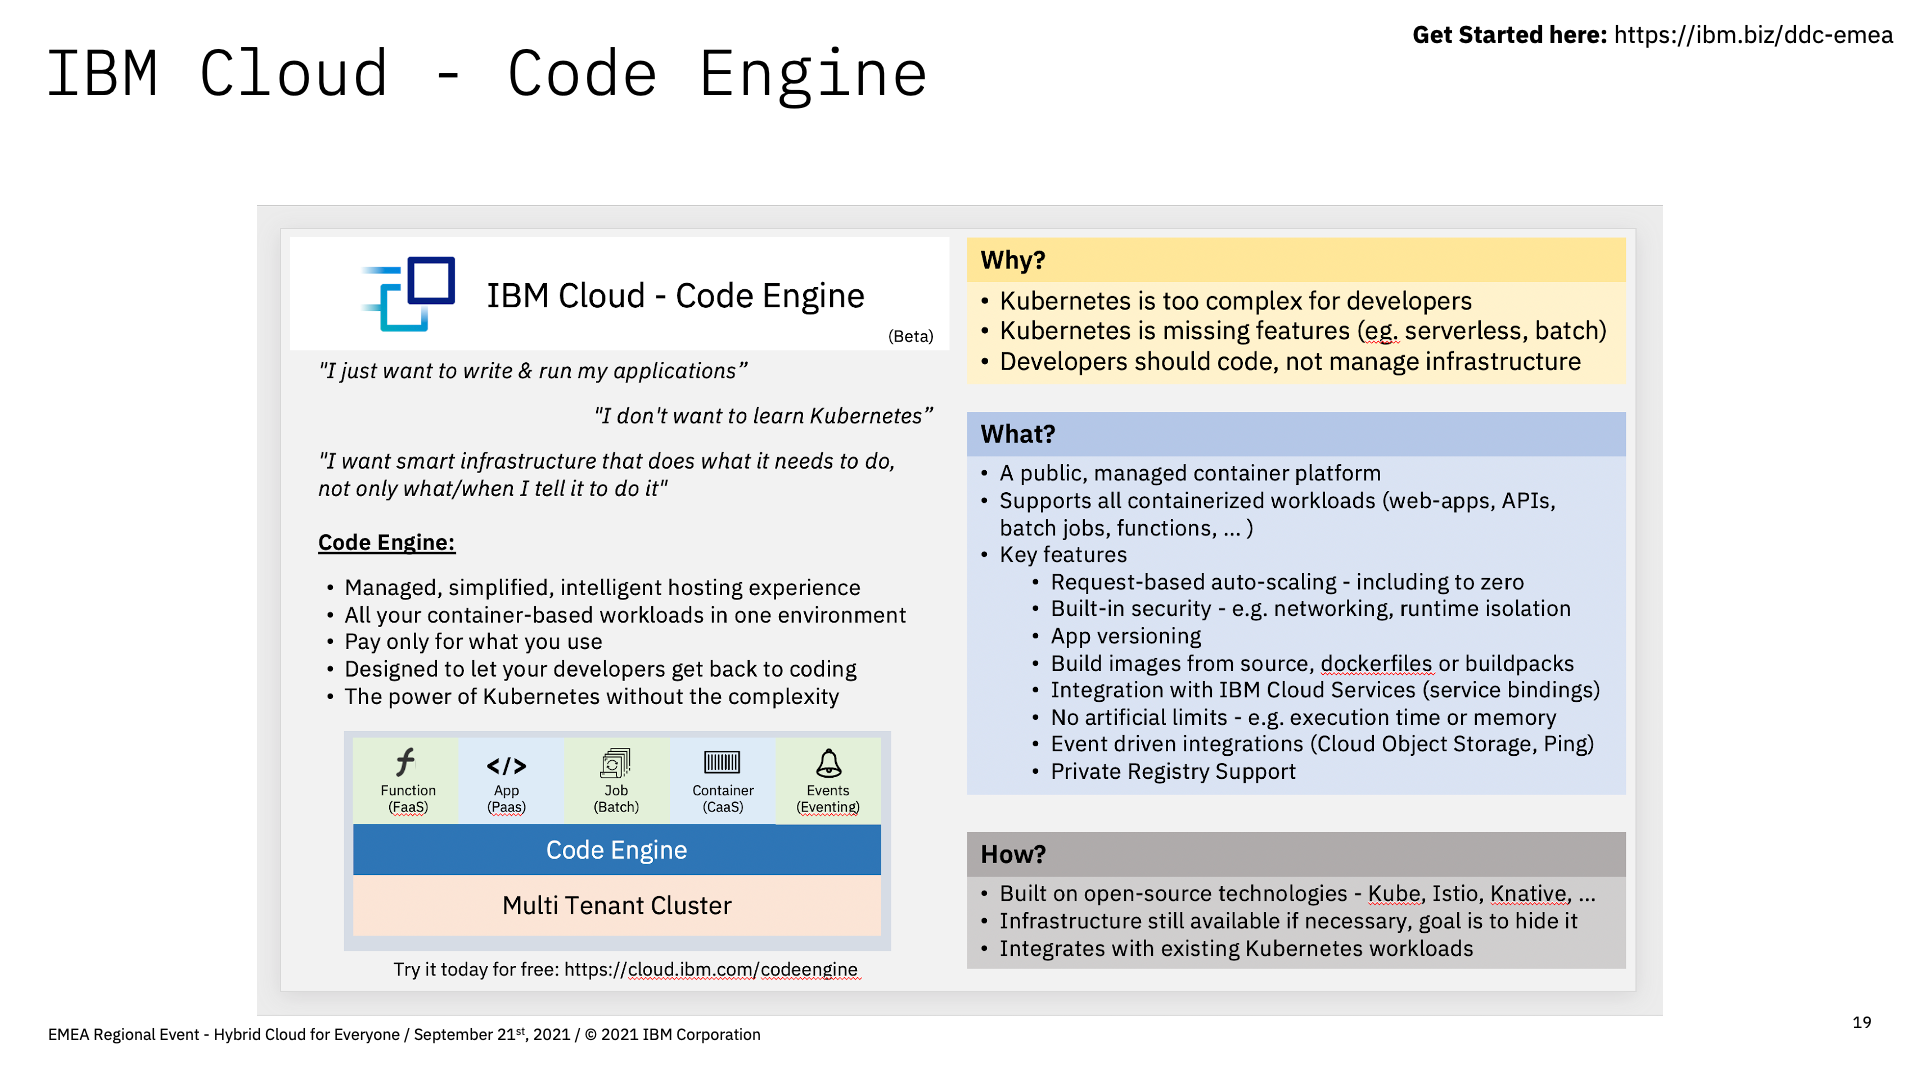 Get Started here: https://ibm.biz/ddc-emea
IBM Cloud - Code Engine
IBM Cloud - Code Engine
(Beta)
"I just want to write & run my applications”
"I don't want to learn Kubernetes”
"I want smart infrastructure that does what it needs to do,
not only what/when I tell it to do it"
Code Engine:
• Managed, simplified, intelligent hosting experience
• All your container-based workloads in one environment
• Pay only for what you use
• Designed to let your developers get back to coding
• The power of Kubernetes without the complexity
Function
(FaaS)
</> App
(Paas)
Job
(Batch)
Container
(CaaS)
Events
(Eventing)
Code Engine
Multi Tenant Cluster
Try it today for free: https://cloud.ibm.com/codeengine
Why?
• Kubernetes is too complex for developers
• Kubernetes is missing features (eg. serverless, batch)
• Developers should code, not manage infrastructure
What?
• A public, managed container platform
• Supports all containerized workloads (web-apps, APIs,
batch jobs, functions, ... )
• Key features
• Request-based auto-scaling - including to zero
• Built-in security - e.g. networking, runtime isolation
• App versioning
• Build images from source, dockerfiles or buildpacks
• Integration with IBM Cloud Services (service bindings)
• No artificial limits - e.g. execution time or memory
• Event driven integrations (Cloud Object Storage, Ping)
• Private Registry Support
How?
• Built on open-source technologies - Kube, Istio, Knative, ...
• Infrastructure still available if necessary, goal is to hide it
• Integrates with existing Kubernetes workloads
EMEA Regional Event - Hybrid Cloud for Everyone / September 21st, 2021 / © 2021 IBM Corporation
19